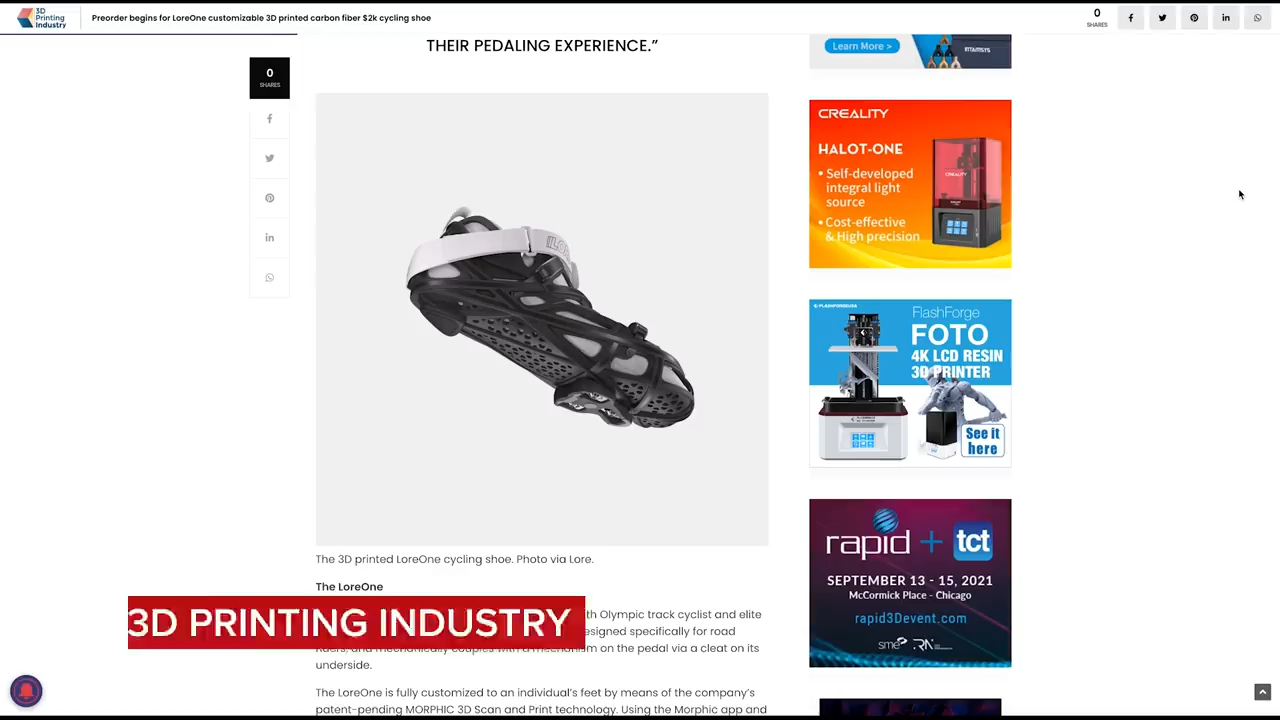 3D
Printing
Industry
Preorder begins for LoreOne customizable 3D printed carbon fiber $2k cycling shoe
0
SHARES
THEIR PEDALING EXPERIENCE.”
0
SHARES
The 3D printed LoreOne cycling shoe. Photo via Lore.
The LoreOne
3D PRINTING INDUSTRY
th Olympic track cyclist and elite
esigned specifically for road
on the pedal via a cleat on its
underside.
The LoreOne is fully customized to an individual’s feet by means of the company’s
patent-pending MORPHIC 3D Scan and Print technology. Using the Morphic app and
Learn More >
INTAMSYS
CREALITY
HALOT-ONE
• Self-developed
integral light
source
• Cost-effective
& High precision
CREALITY
FLASHFORGEUSA
FlashForge
FOTO
4K LCD RESIN
3D PRINTER
See it
here
rapid + tct
SEPTEMBER 13 - 15, 2021
McCormick Place - Chicago
rapid3Devent.com
sme